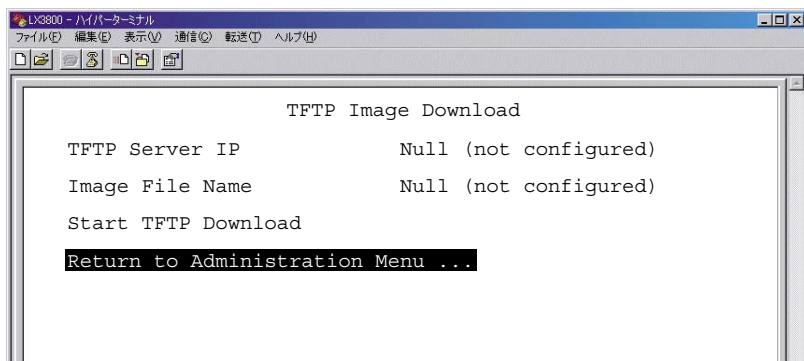 LX3800 - ハイパーターミナル
ファイル(F) 編集(E) 表示(V) 通信(C) 転送(T) ヘルプ(H)
TFTP Image Download
TFTP Server IP Null (not configured)
Image File Name Null (not configured)
Start TFTP Download
Return to Administration Menu ...